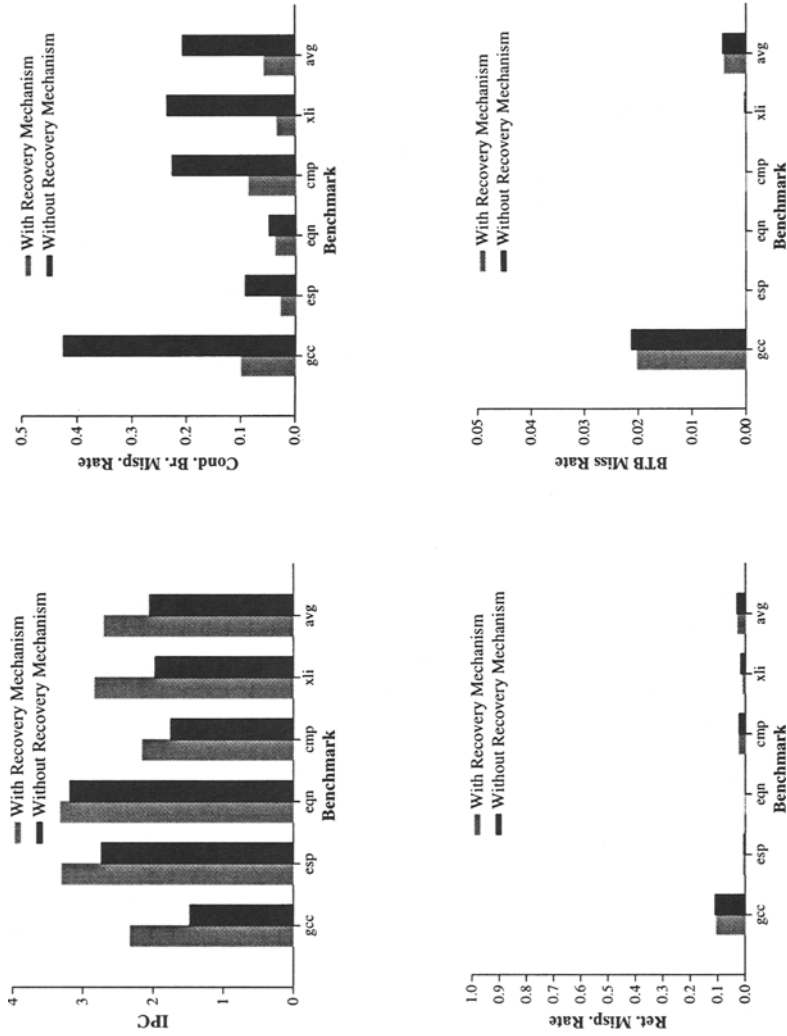 With Recovery Mechanism
Without Recovery Mechanism
4
3
2
1
0
IPC
gcc esp eqn cmp xli avg
Benchmark
With Recovery Mechanism
Without Recovery Mechanism
0.5
0.4
0.3
0.2
0.1
0.0
Cond. Br. Misp. Rate
gcc esp eqn cmp xli avg
Benchmark
With Recovery Mechanism
Without Recovery Mechanism
1.0
0.9
0.8
0.7
0.6
0.5
0.4
0.3
0.2
0.1
0.0
Ret. Misp. Rate
gcc esp eqn cmp xli avg
Benchmark
With Recovery Mechanism
Without Recovery Mechanism
0.05
0.04
0.03
0.02
0.01
0.00
BTB Miss Rate
gcc esp eqn cmp xli avg
Benchmark